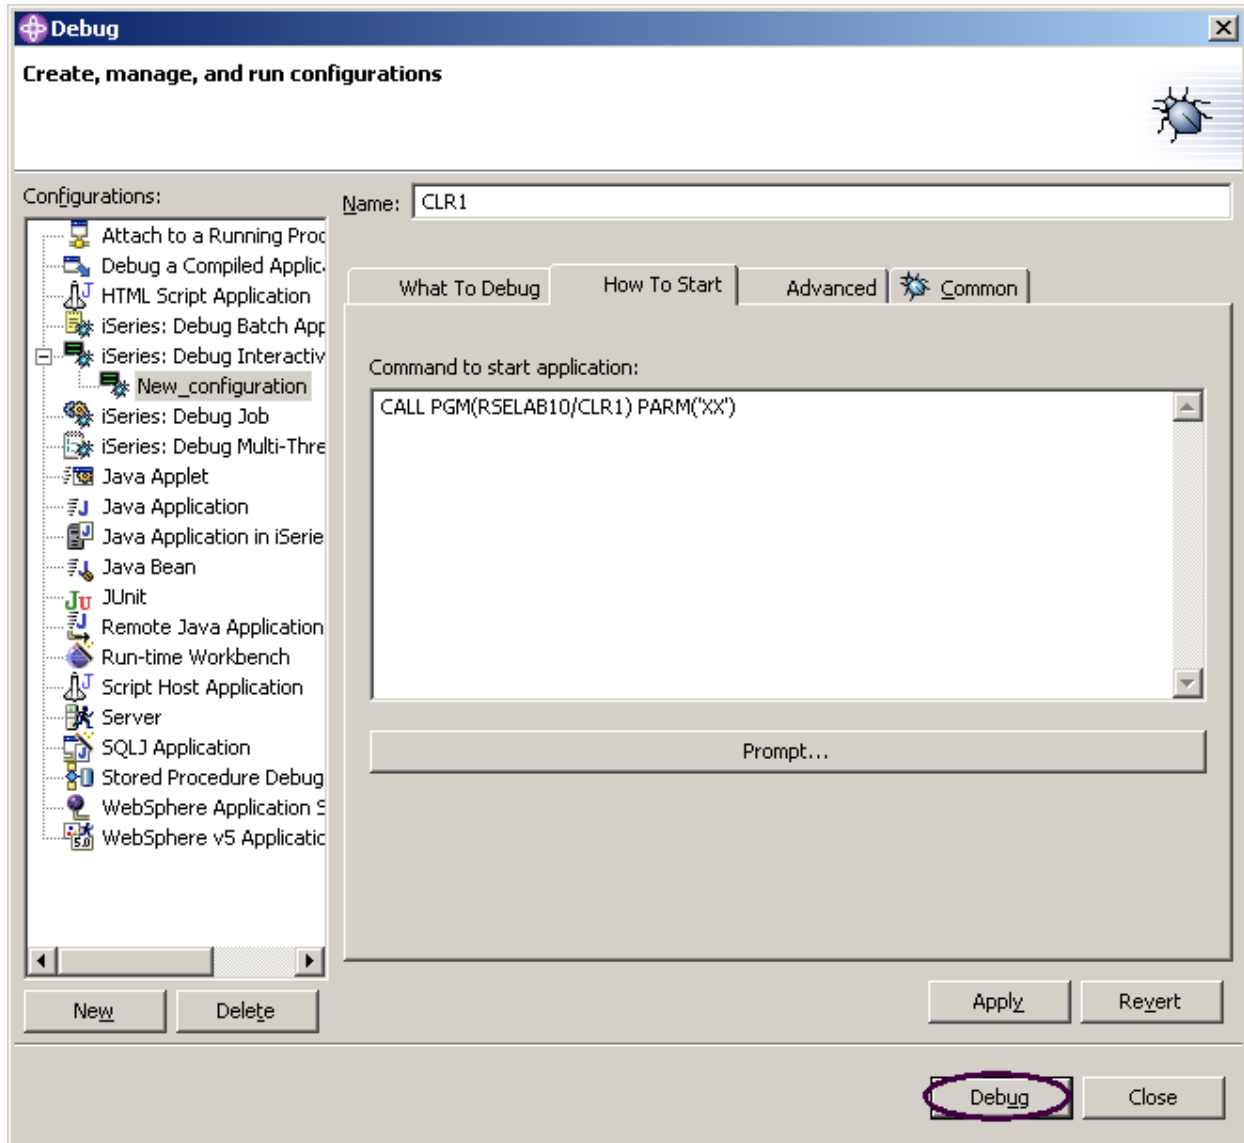 Debug
Create, manage, and run configurations
Configurations:
Name: CLR1
Attach to a Running Proc
Debug a Compiled Applic
HTML Script Application
iSeries: Debug Batch App
iSeries: Debug Interactiv
New_configuration
iSeries: Debug Job
iSeries: Debug Multi-Thre
Java Applet
Java Application
Java Application in iSerie
Java Bean
JUnit
Remote Java Application
Run-time Workbench
Script Host Application
Server
SQLJ Application
Stored Procedure Debug
WebSphere Application S
WebSphere v5 Applicatic
New Delete
What To Debug How To Start Advanced Common
Command to start application:
CALL PGM(RSELAB10/CLR1) PARM('XX')
Prompt...
Apply Revert
Debug Close